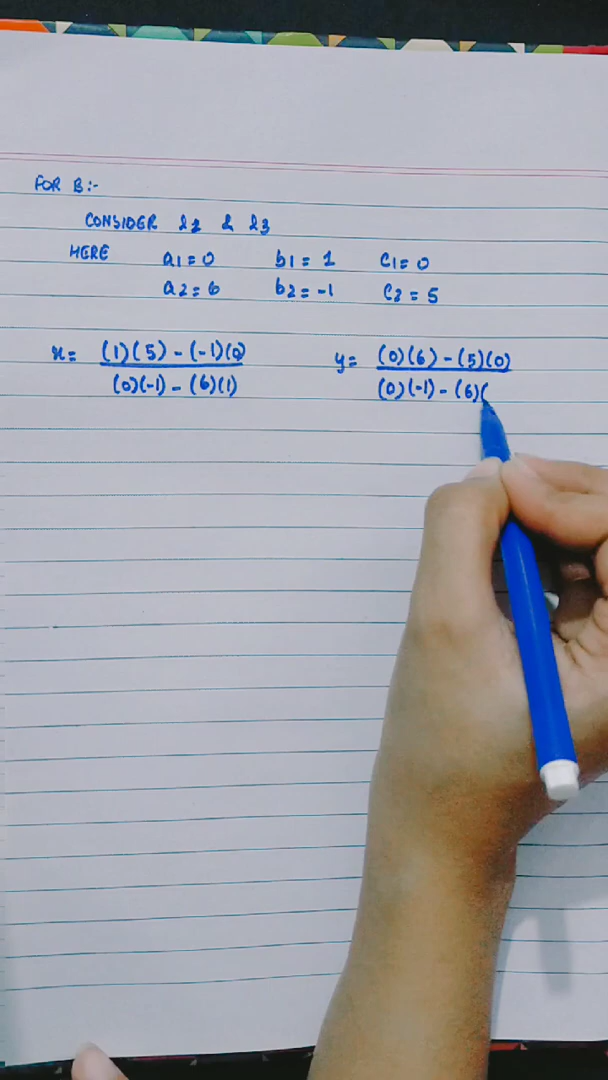 FOR B:-
CONSIDER l2 & l3
HERE a1 = 0 b1 = 1 c1 = 0
a2 = 6 b2 = -1 c2 = 5
x = (1)(5) - (-1)(0) y = (0)(6) - (5)(0)
(0)(-1) - (6)(1) (0)(-1) - (6)(